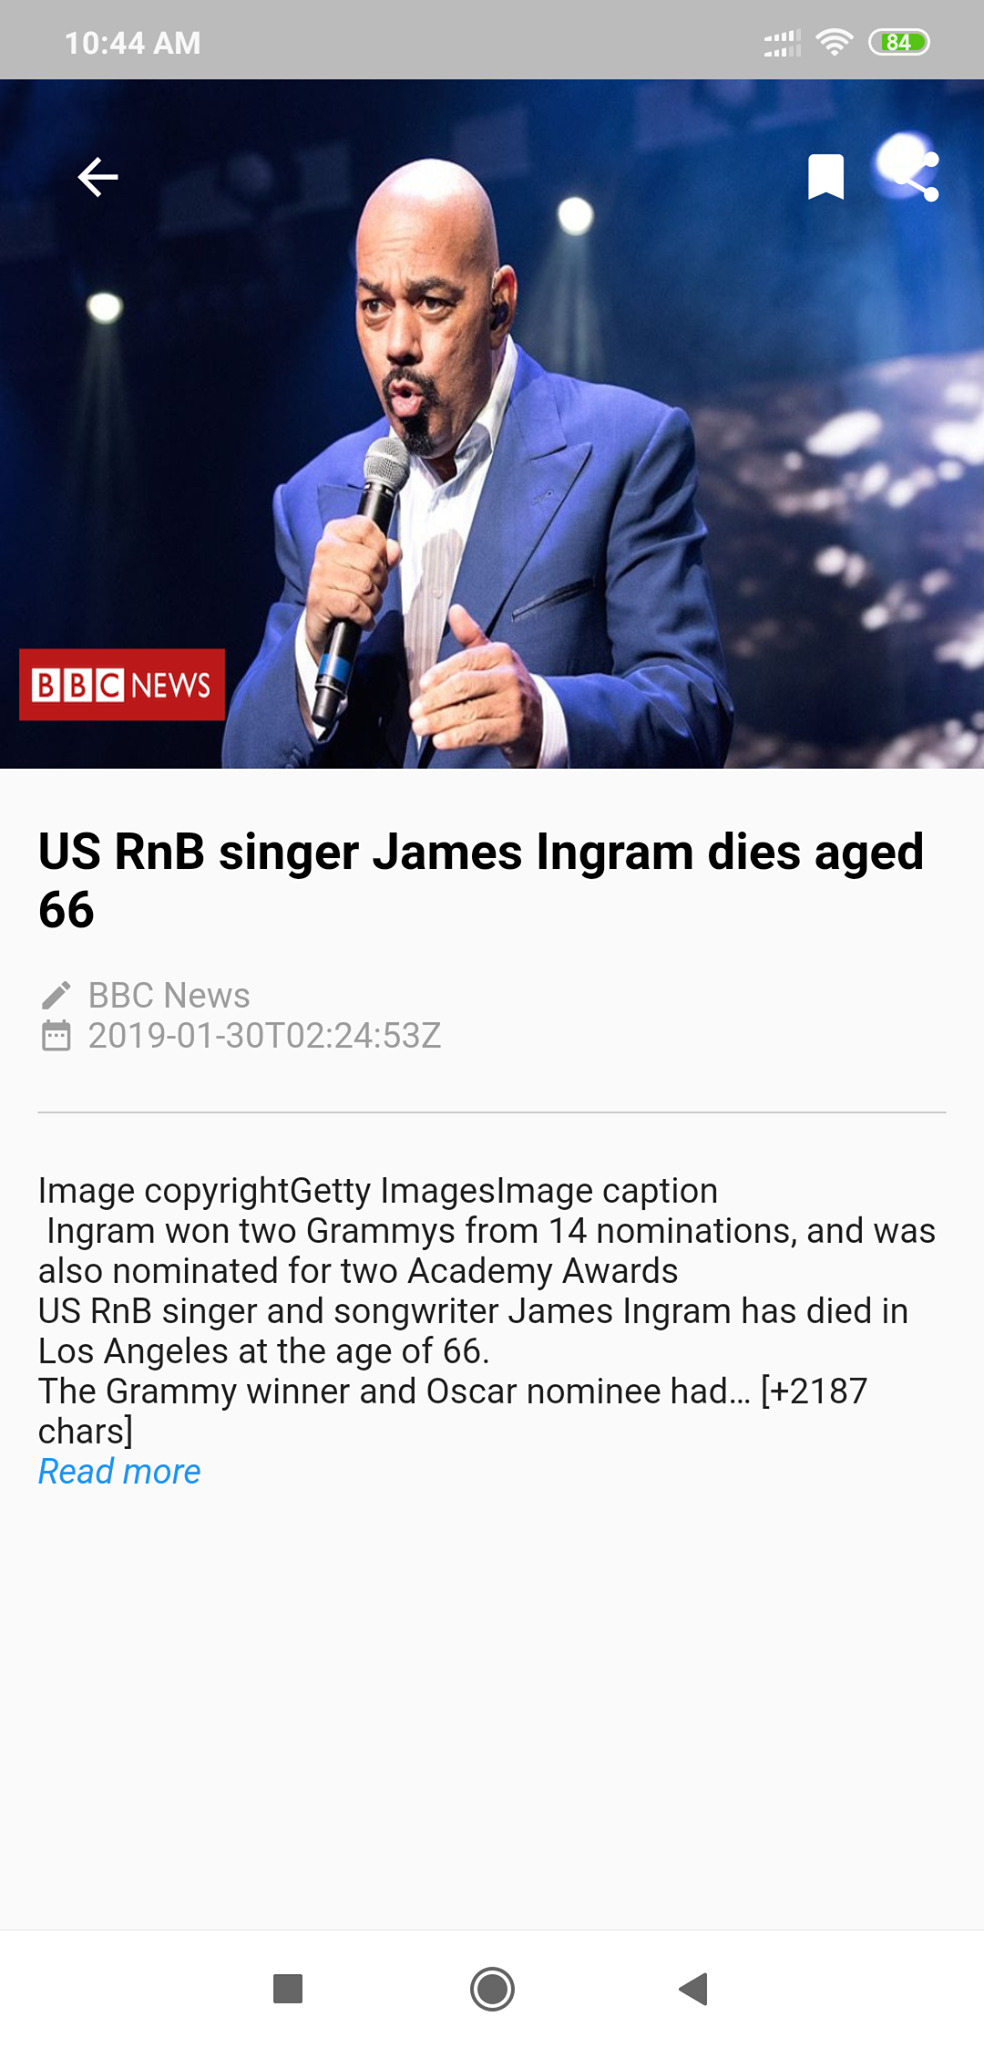 10:44 AM
84
BBC NEWS
US RnB singer James Ingram dies aged
66
BBC News
2019-01-30T02:24:53Z
Image copyrightGetty ImagesImage caption
Ingram won two Grammys from 14 nominations, and was
also nominated for two Academy Awards
US RnB singer and songwriter James Ingram has died in
Los Angeles at the age of 66.
The Grammy winner and Oscar nominee had… [+2187
chars]
Read more